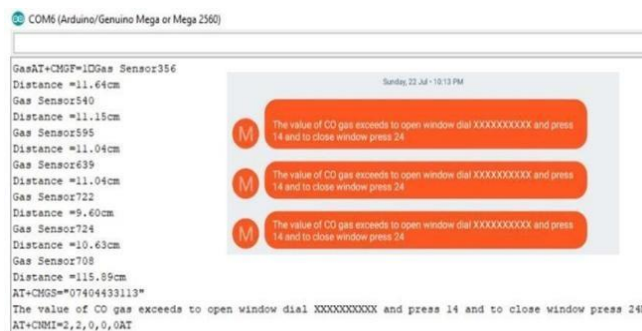 COM6 (Arduino/Genuino Mega or Mega 2560)
GasAT+CMGF=1□Gas Sensor356
Distance =11.64cm
Gas Sensor540
Distance =11.15cm
Gas Sensor595
Distance =11.04cm
Gas Sensor639
Distance =11.04cm
Gas Sensor722
Distance =9.60cm
Gas Sensor724
Distance =10.63cm
Gas Sensor708
Distance =115.89cm
AT+CMGS="07404433113"
The value of CO gas exceeds to open window dial XXXXXXXXXX and press 14 and to close window press 24
AT+CNMI=2,2,0,0,0AT
Sunday, 22 Jul • 10:13 PM
M
The value of CO gas exceeds to open window dial XXXXXXXXXX and press
14 and to close window press 24
M
The value of CO gas exceeds to open window dial XXXXXXXXXX and press
14 and to close window press 24
M
The value of CO gas exceeds to open window dial XXXXXXXXXX and press
14 and to close window press 24